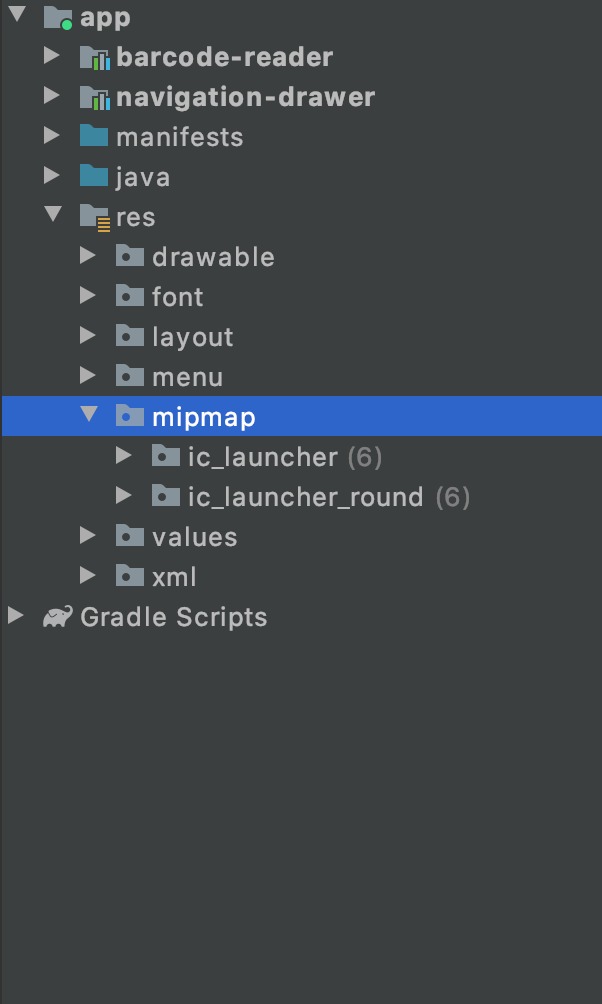 app
barcode-reader
navigation-drawer
manifests
java
res
drawable
font
layout
menu
mipmap
ic_launcher (6)
ic_launcher_round (6)
values
xml
Gradle Scripts